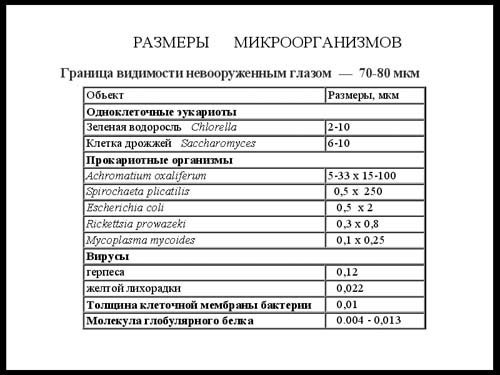 РАЗМЕРЫ МИКРООРГАНИЗМОВ
Граница видимости невооруженным глазом — 70-80 мкм
Обьект Размеры, мкм
Одноклеточные эукариоты
Зеленая водоросль Chlorella 2-10
Клетка дрожжей Saccharomyces 6-10
Прокариотные организмы
Achromatium oxaliferum 5-33 x 15-100
Spirochaeta plicatilis 0,5 x 250
Escherichia coli 0,5 x 2
Rickettsia prowazeki 0,3 x 0,8
Mycoplasma mycoides 0,1 x 0,25
Вирусы
герпеса 0,12
желтой лихорадки 0,022
Толщина клеточной мембраны бактерии 0,01
Молекула глобулярного белка 0.004 - 0,013